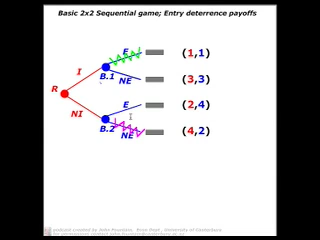 Basic 2x2 Sequential game; Entry deterrence payoffs
E
(1,1)
I
B.1
NE
(3,3)
R
E
(2,4)
NI
B.2
NE
(4,2)